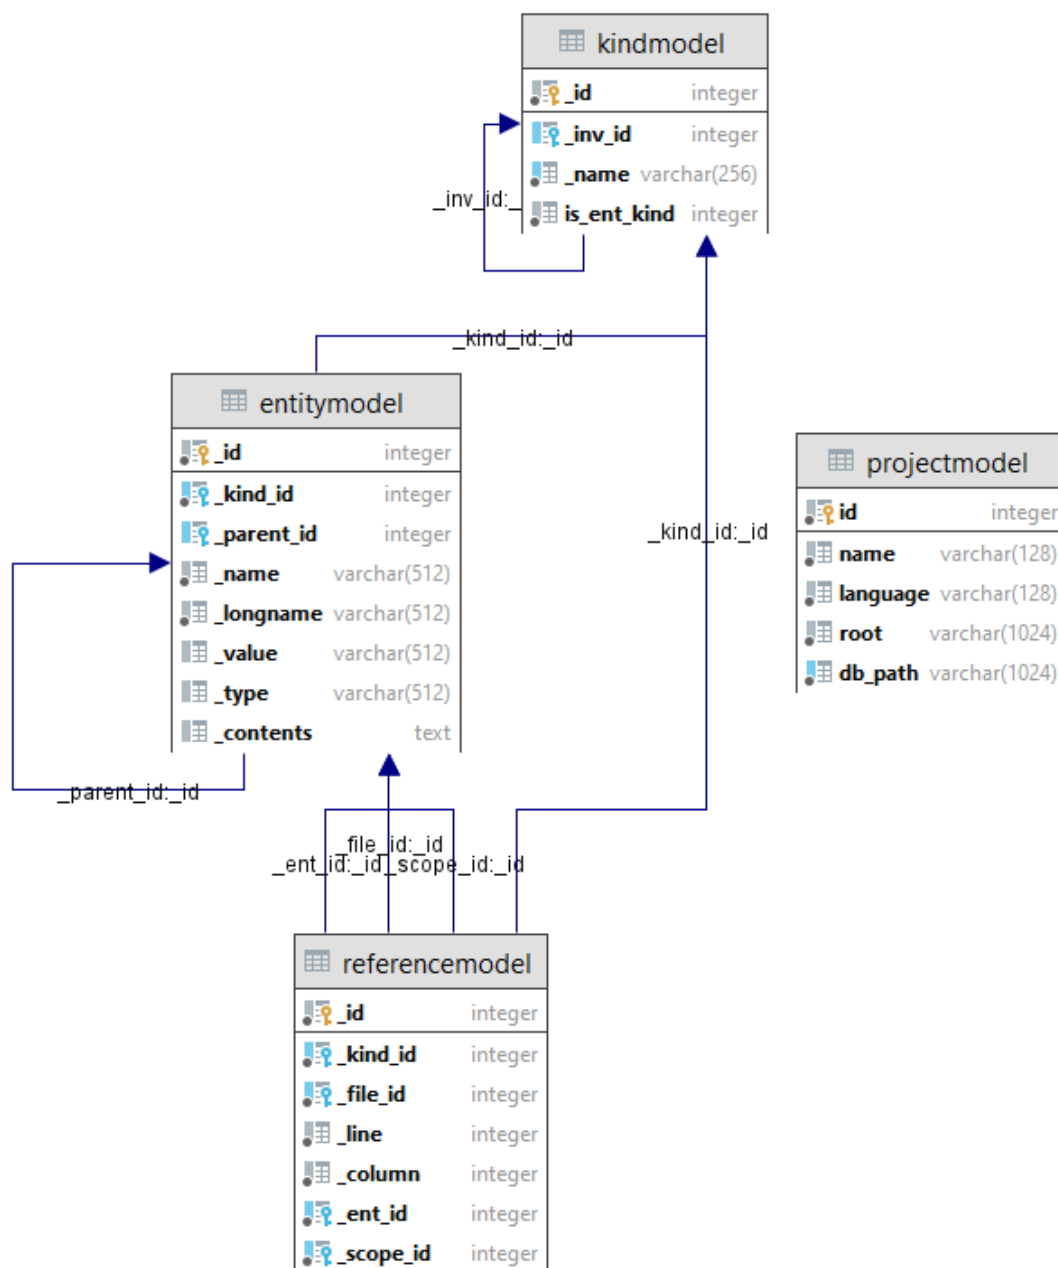 kindmodel
_id integer
_inv_id integer
_name varchar(256)
is_ent_kind integer
_inv_id:_
_kind_id:_id
entitymodel
_id integer
_kind_id integer
_parent_id integer
_name varchar(512)
_longname varchar(512)
_value varchar(512)
_type varchar(512)
_contents text
_parent_id:_id
_kind_id:_id
projectmodel
id integer
name varchar(128)
language varchar(128)
root varchar(1024)
db_path varchar(1024)
_file_id:_id
_ent_id:_id
_scope_id:_id
referencemodel
_id integer
_kind_id integer
_file_id integer
_line integer
_column integer
_ent_id integer
_scope_id integer